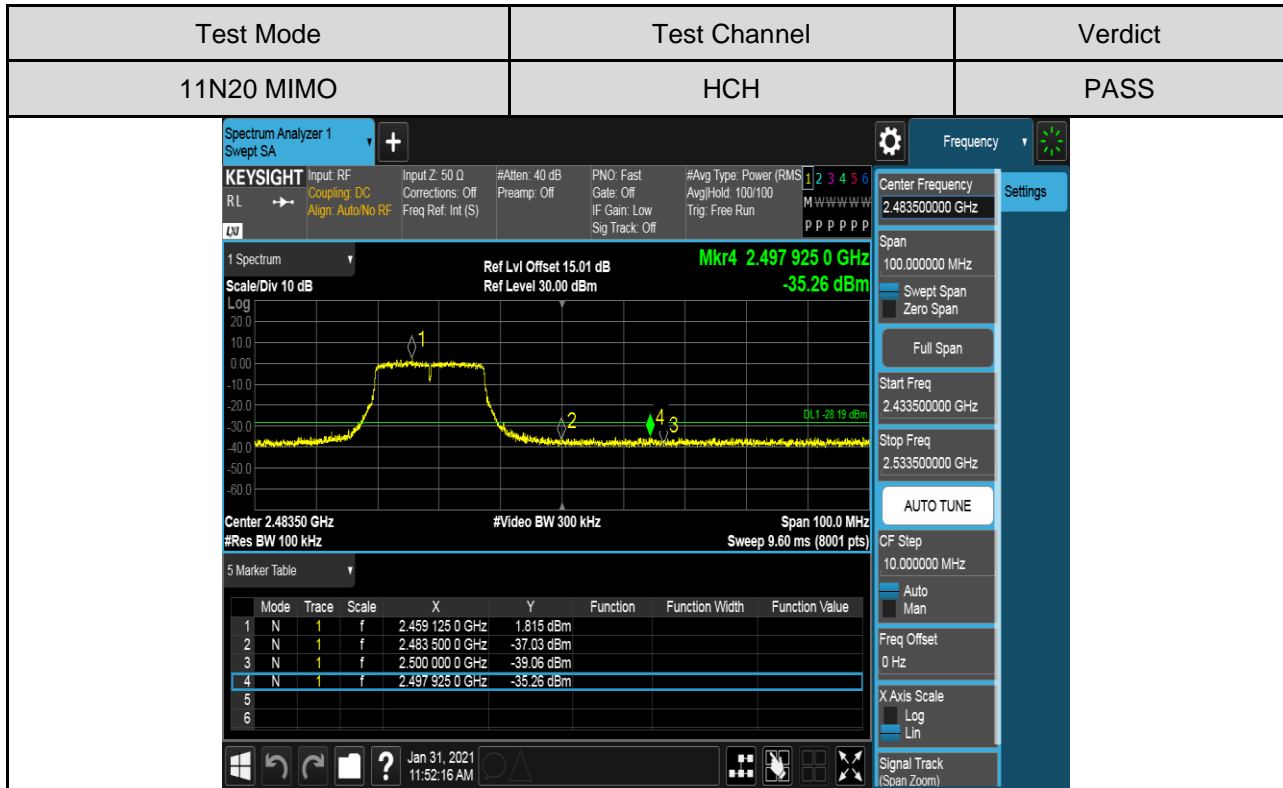 Test Mode Test Channel Verdict
11N20 MIMO HCH PASS
Spectrum Analyzer 1
Swept SA
+
Frequency
KEYSIGHT
RL
LXI
Input: RF
Coupling: DC
Align: Auto/No RF
Input Z: 50 Ω
Corrections: Off
Freq Ref: Int (S)
#Atten: 40 dB
Preamp: Off
PNO: Fast
Gate: Off
IF Gain: Low
Sig Track: Off
#Avg Type: Power (RMS
Avg|Hold: 100/100
Trig: Free Run
1 2 3 4 5 6
M W W W W W
P P P P P P
Center Frequency
2.483500000 GHz
Settings
Span
100.000000 MHz
Swept Span
Zero Span
Full Span
Start Freq
2.433500000 GHz
Stop Freq
2.533500000 GHz
AUTO TUNE
CF Step
10.000000 MHz
Auto
Man
Freq Offset
0 Hz
X Axis Scale
Log
Lin
Signal Track
(Span Zoom)
1 Spectrum
Scale/Div 10 dB
Ref Lvl Offset 15.01 dB
Ref Level 30.00 dBm
Mkr4 2.497 925 0 GHz
-35.26 dBm
Log
20.0
10.0
0.00
-10.0
-20.0
-30.0
-40.0
-50.0
-60.0
1
2
4
3
DL1 -28.19 dBm
Center 2.48350 GHz #Video BW 300 kHz Span 100.0 MHz
#Res BW 100 kHz Sweep 9.60 ms (8001 pts)
5 Marker Table
Mode Trace Scale X Y Function Function Width Function Value
1 N 1 f 2.459 125 0 GHz 1.815 dBm
2 N 1 f 2.483 500 0 GHz -37.03 dBm
3 N 1 f 2.500 000 0 GHz -39.06 dBm
4 N 1 f 2.497 925 0 GHz -35.26 dBm
5
6
?
Jan 31, 2021
11:52:16 AM